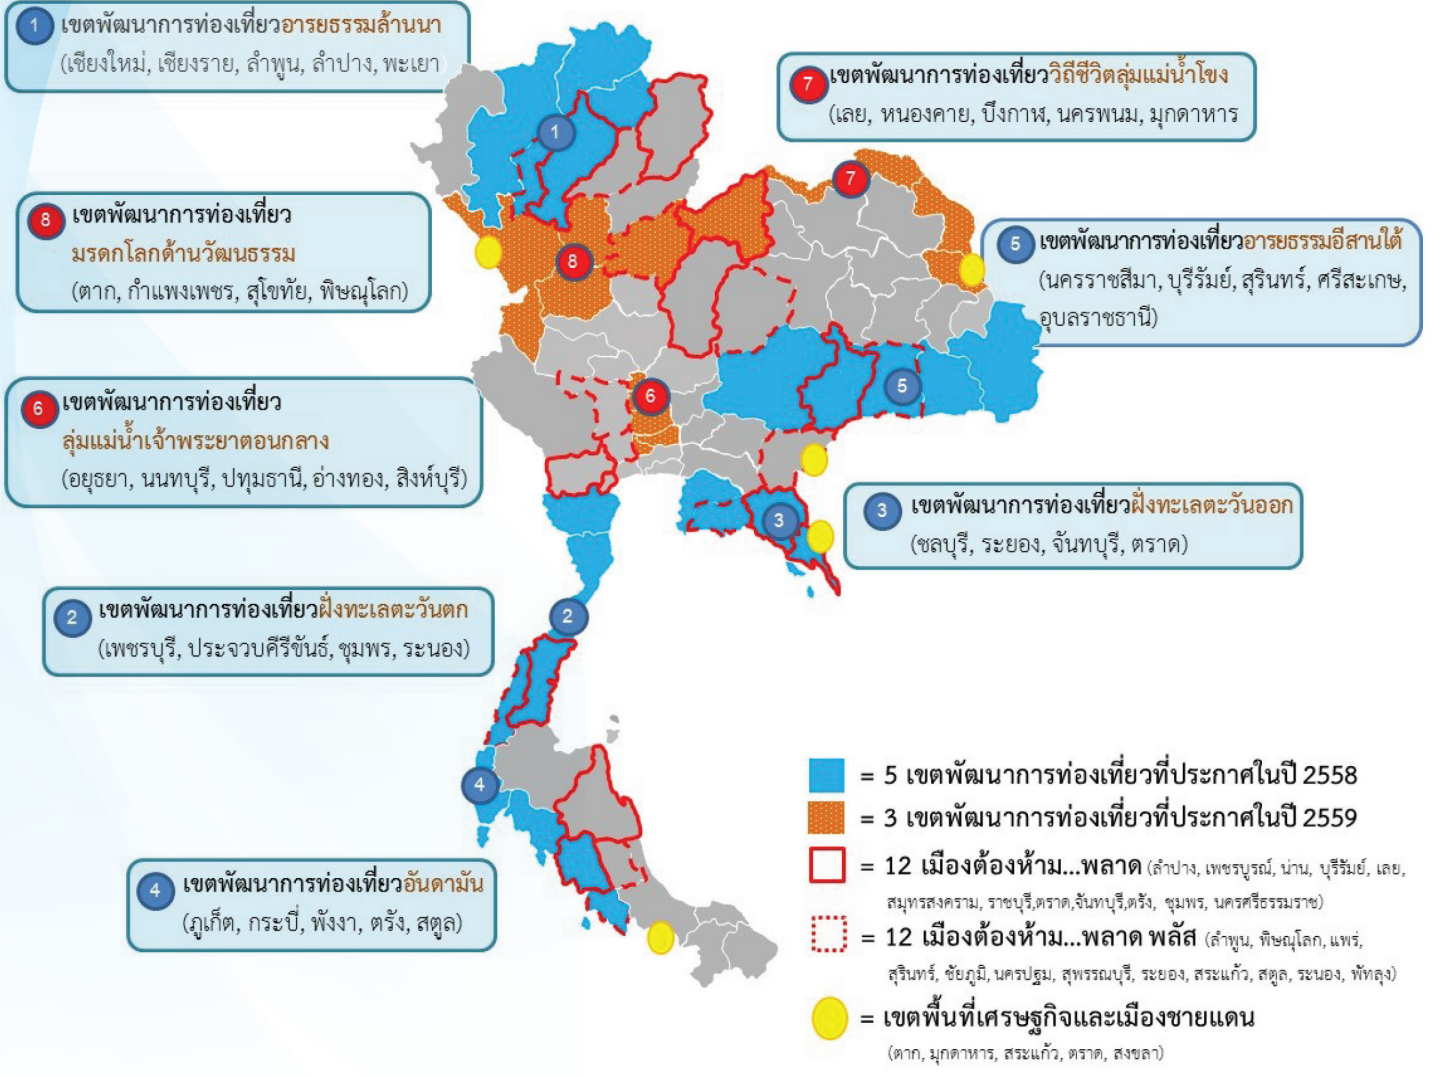 1 เขตพัฒนาการท่องเที่ยวอารยธรรมล้านนา
(เชียงใหม่, เชียงราย, ลำพูน, ลำปาง, พะเยา)
7 เขตพัฒนาการท่องเที่ยววิถีชีวิตลุ่มแม่น้ำโขง
(เลย, หนองคาย, บึงกาฬ, นครพนม, มุกดาหาร
8 เขตพัฒนาการท่องเที่ยว
มรดกโลกด้านวัฒนธรรม
(ตาก, กำแพงเพชร, สุโขทัย, พิษณุโลก)
5 เขตพัฒนาการท่องเที่ยวอารยธรรมอีสานใต้
(นครราชสีมา, บุรีรัมย์, สุรินทร์, ศรีสะเกษ,
อุบลราชธานี)
6 เขตพัฒนาการท่องเที่ยว
ลุ่มแม่น้ำเจ้าพระยาตอนกลาง
(อยุธยา, นนทบุรี, ปทุมธานี, อ่างทอง, สิงห์บุรี)
3 เขตพัฒนาการท่องเที่ยวฝั่งทะเลตะวันออก
(ชลบุรี, ระยอง, จันทบุรี, ตราด)
2 เขตพัฒนาการท่องเที่ยวฝั่งทะเลตะวันตก
(เพชรบุรี, ประจวบคีรีขันธ์, ชุมพร, ระนอง)
4 เขตพัฒนาการท่องเที่ยวอันดามัน
(ภูเก็ต, กระบี่, พังงา, ตรัง, สตูล)
1
7
8
5
6
3
2
4
= 5 เขตพัฒนาการท่องเที่ยวที่ประกาศในปี 2558
= 3 เขตพัฒนาการท่องเที่ยวที่ประกาศในปี 2559
= 12 เมืองต้องห้าม...พลาด (ลำปาง, เพชรบูรณ์, น่าน, บุรีรัมย์, เลย,
สมุทรสงคราม, ราชบุรี,ตราด,จันทบุรี,ตรัง, ชุมพร, นครศรีธรรมราช)
= 12 เมืองต้องห้าม...พลาด พลัส (ลำพูน, พิษณุโลก, แพร่,
สุรินทร์, ชัยภูมิ, นครปฐม, สุพรรณบุรี, ระยอง, สระแก้ว, สตูล, ระนอง, พัทลุง)
= เขตพื้นที่เศรษฐกิจและเมืองชายแดน
(ตาก, มุกดาหาร, สระแก้ว, ตราด, สงขลา)